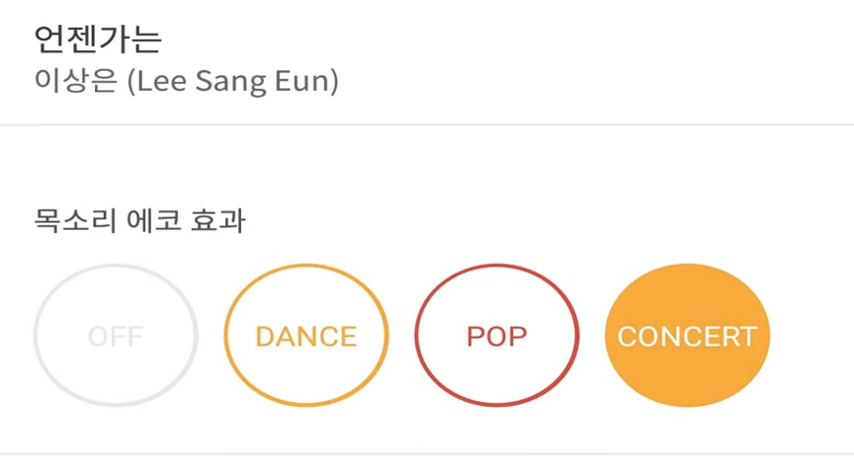 언젠가는
이상은 (Lee Sang Eun)
목소리 에코 효과
OFF DANCE POP CONCERT